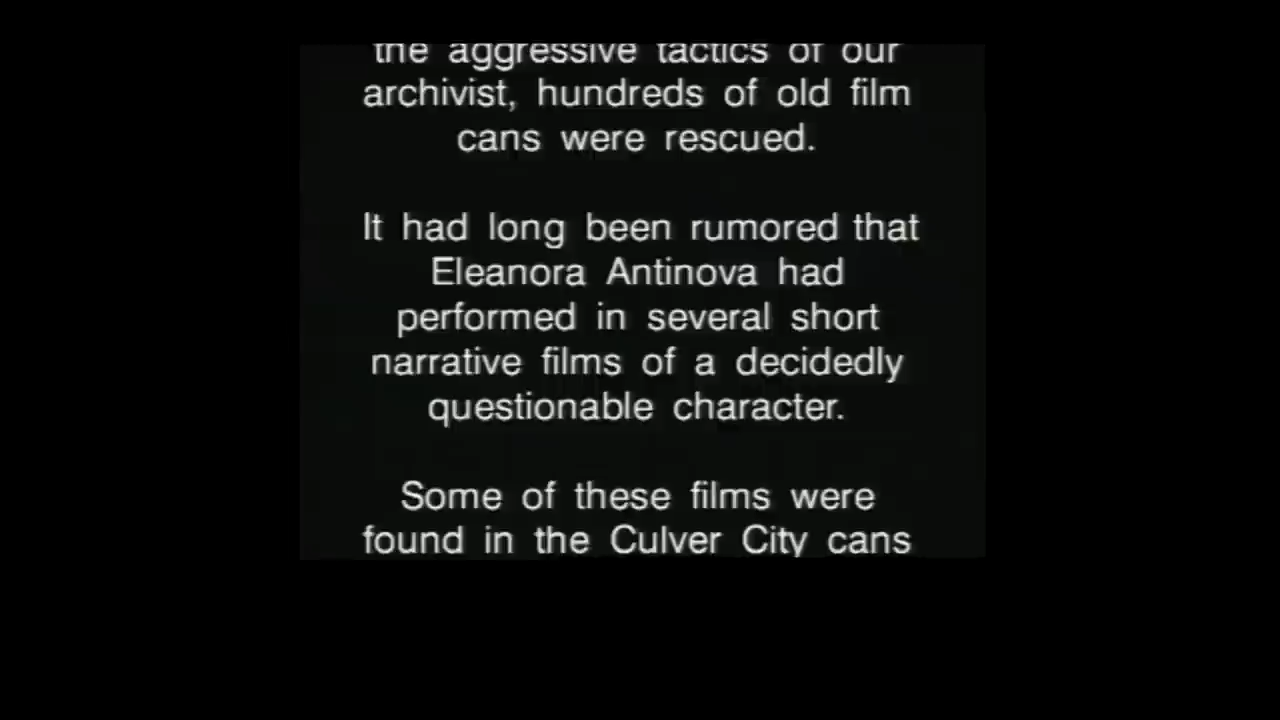 the aggressive tactics of our
archivist, hundreds of old film
cans were rescued.
It had long been rumored that
Eleanora Antinova had
performed in several short
narrative films of a decidedly
questionable character.
Some of these films were
found in the Culver City cans